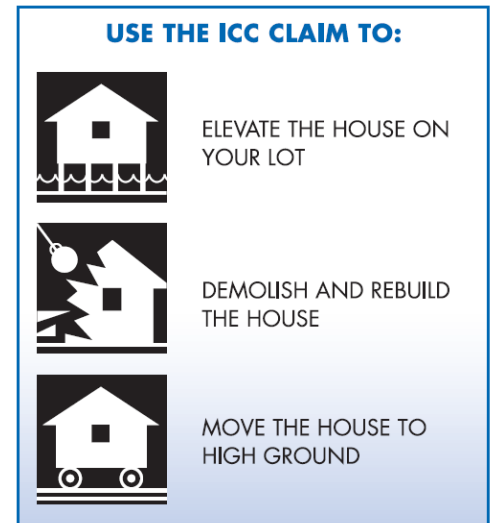 USE THE ICC CLAIM TO:
ELEVATE THE HOUSE ON
YOUR LOT
DEMOLISH AND REBUILD
THE HOUSE
MOVE THE HOUSE TO
HIGH GROUND